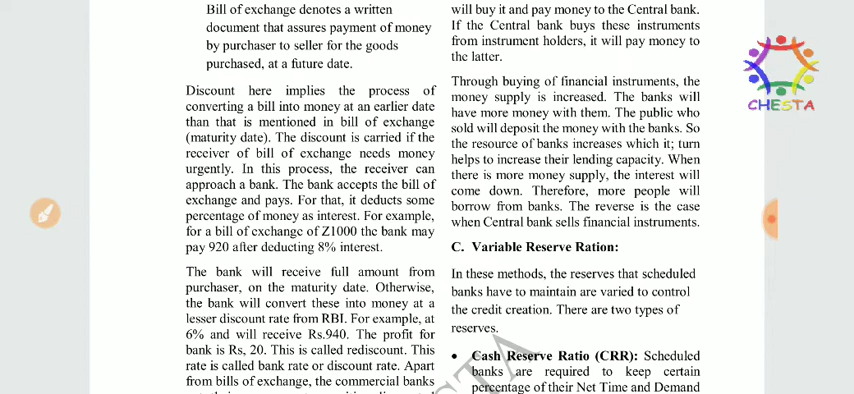 Bill of exchange denotes a written
document that assures payment of money
by purchaser to seller for the goods
purchased, at a future date.
Discount here implies the process of
converting a bill into money at an earlier date
than that is mentioned in bill of exchange
(maturity date). The discount is carried if the
receiver of bill of exchange needs money
urgently. In this process, the receiver can
approach a bank. The bank accepts the bill of
exchange and pays. For that, it deducts some
percentage of money as interest. For example,
for a bill of exchange of Z1000 the bank may
pay 920 after deducting 8% interest.
The bank will receive full amount from
purchaser, on the maturity date. Otherwise,
the bank will convert these into money at a
lesser discount rate from RBI. For example, at
6% and will receive Rs.940. The profit for
bank is Rs, 20. This is called rediscount. This
rate is called bank rate or discount rate. Apart
from bills of exchange, the commercial banks
will buy it and pay money to the Central bank.
If the Central bank buys these instruments
from instrument holders, it will pay money to
the latter.
Through buying of financial instruments, the
money supply is increased. The banks will
have more money with them. The public who
sold will deposit the money with the banks. So
the resource of banks increases which it; turn
helps to increase their lending capacity. When
there is more money supply, the interest will
come down. Therefore, more people will
borrow from banks. The reverse is the case
when Central bank sells financial instruments.
C. Variable Reserve Ration:
In these methods, the reserves that scheduled
banks have to maintain are varied to control
the credit creation. There are two types of
reserves.
• Cash Reserve Ratio (CRR): Scheduled
banks are required to keep certain
percentage of their Net Time and Demand
CHESTA